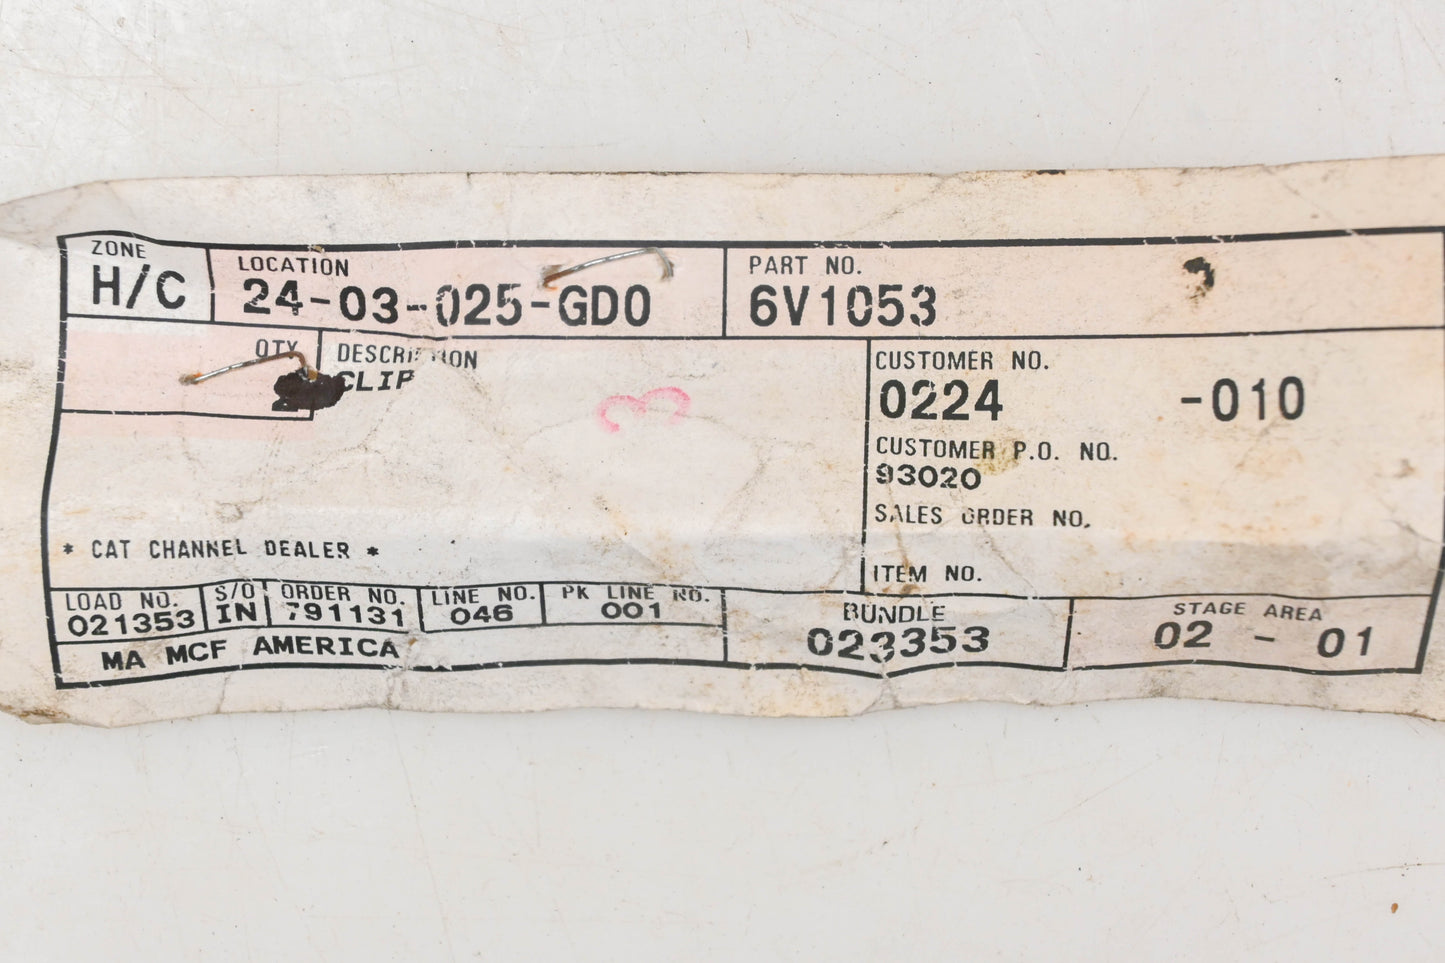 ZONE
H/C
LOCATION
24-03-025-GD0
PART NO.
6V1053
QTY
DESCRIPTION
CLIP
3
CUSTOMER NO.
0224 -010
CUSTOMER P.O. NO.
93020
SALES ORDER NO.
ITEM NO.
* CAT CHANNEL DEALER *
LOAD NO.
021353
S/O
IN
ORDER NO.
791131
LINE NO.
046
PK LINE NO.
001
BUNDLE
023353
STAGE AREA
02 - 01
MA MCF AMERICA